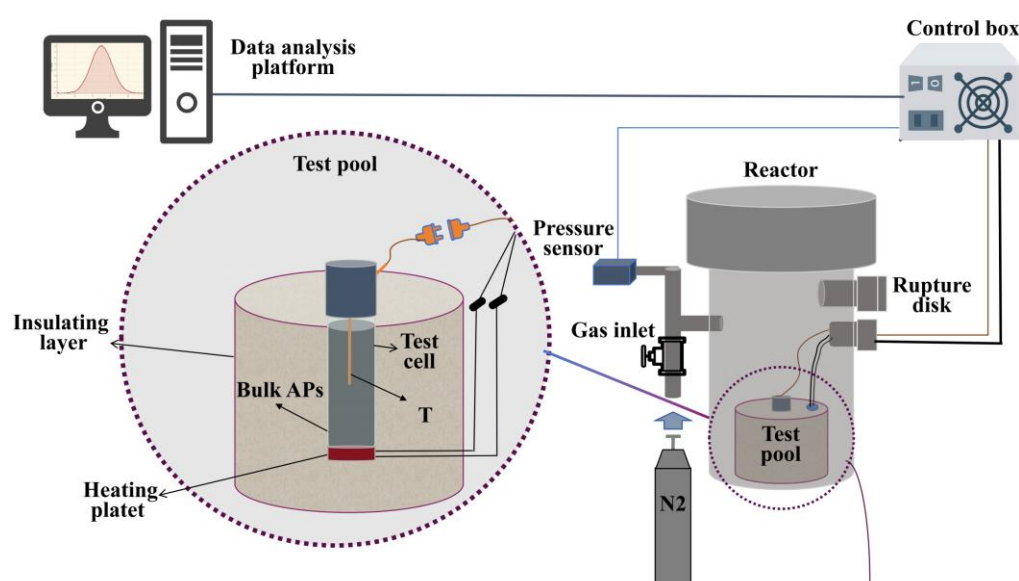 Data analysis
platform
Control box
Test pool
Reactor
Pressure
sensor
Rupture
disk
Insulating
layer
Gas inlet
Test
cell
Bulk APs
T
Test
pool
Heating
platet
N2